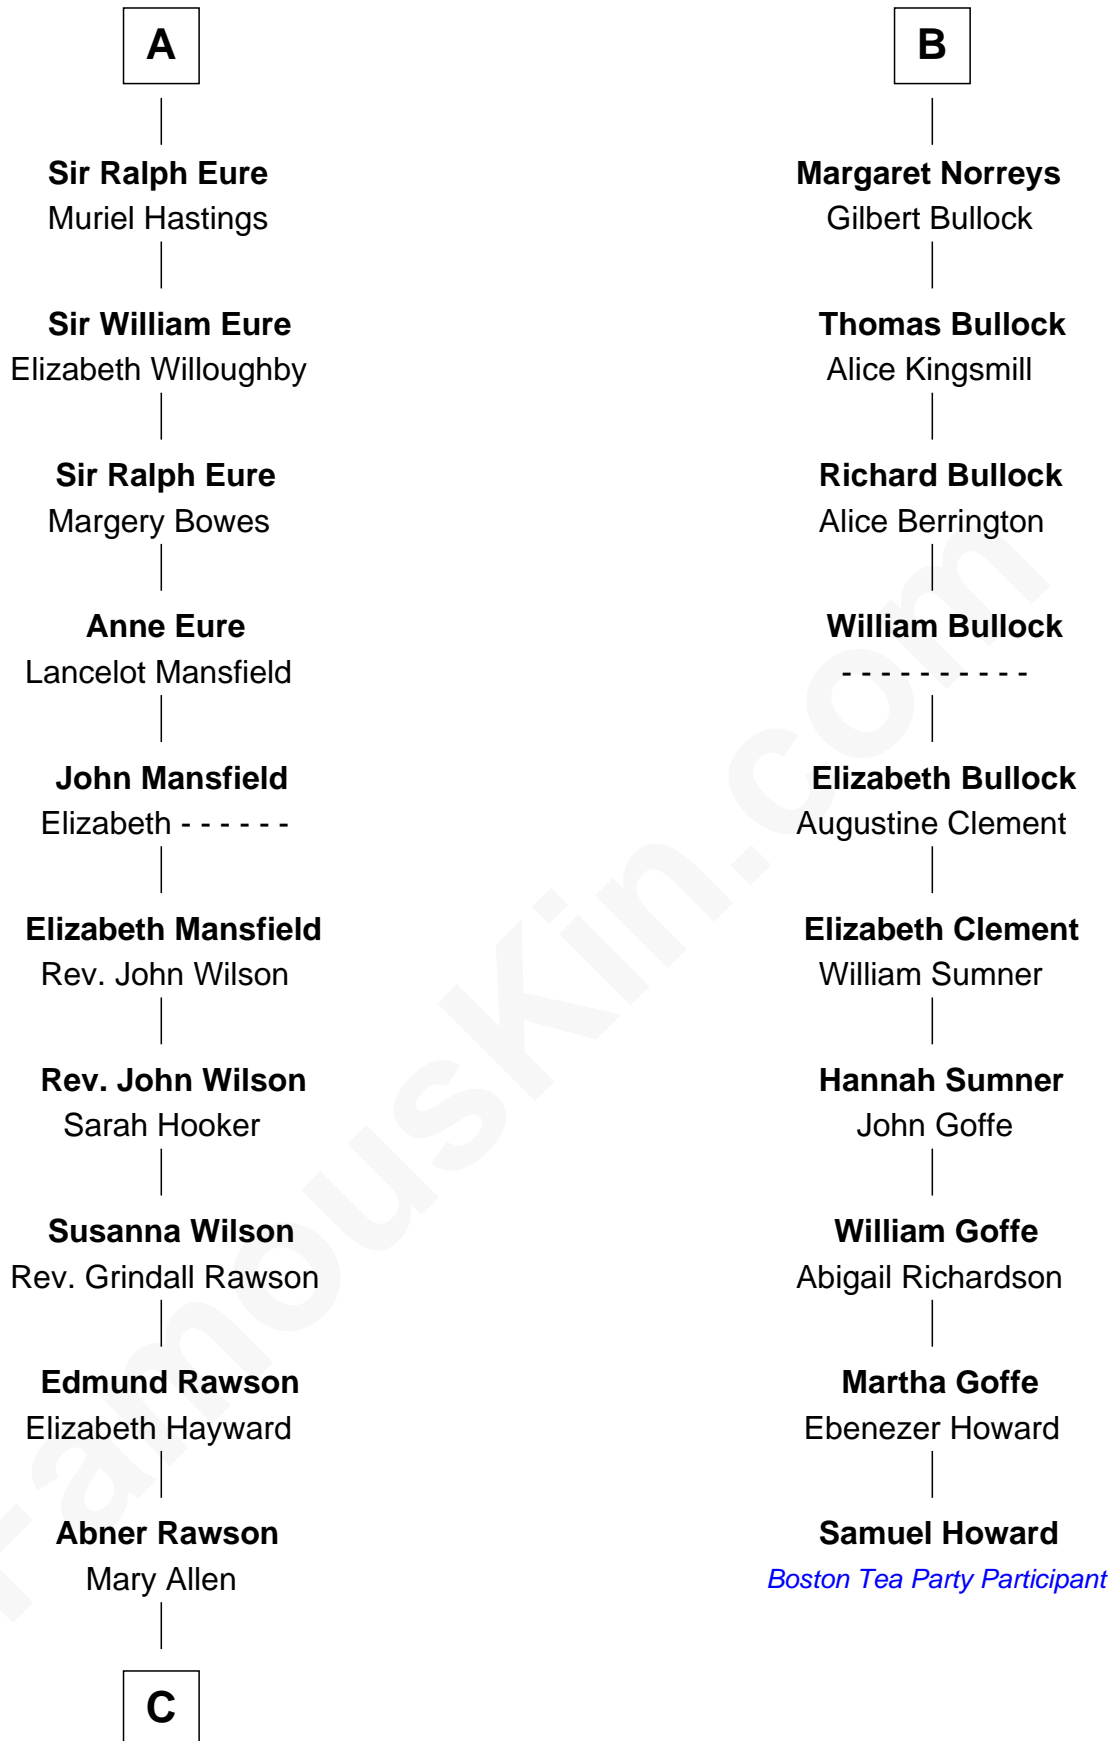 A
Sir Ralph Eure
Muriel Hastings
Sir William Eure
Elizabeth Willoughby
Sir Ralph Eure
Margery Bowes
Anne Eure
Lancelot Mansfield
John Mansfield
Elizabeth - - - - - -
Elizabeth Mansfield
Rev. John Wilson
Rev. John Wilson
Sarah Hooker
Susanna Wilson
Rev. Grindall Rawson
Edmund Rawson
Elizabeth Hayward
Abner Rawson
Mary Allen
C
B
Margaret Norreys
Gilbert Bullock
Thomas Bullock
Alice Kingsmill
Richard Bullock
Alice Berrington
William Bullock
- - - - - - - - - -
Elizabeth Bullock
Augustine Clement
Elizabeth Clement
William Sumner
Hannah Sumner
John Goffe
William Goffe
Abigail Richardson
Martha Goffe
Ebenezer Howard
Samuel Howard
Boston Tea Party Participant
FamousKin.com